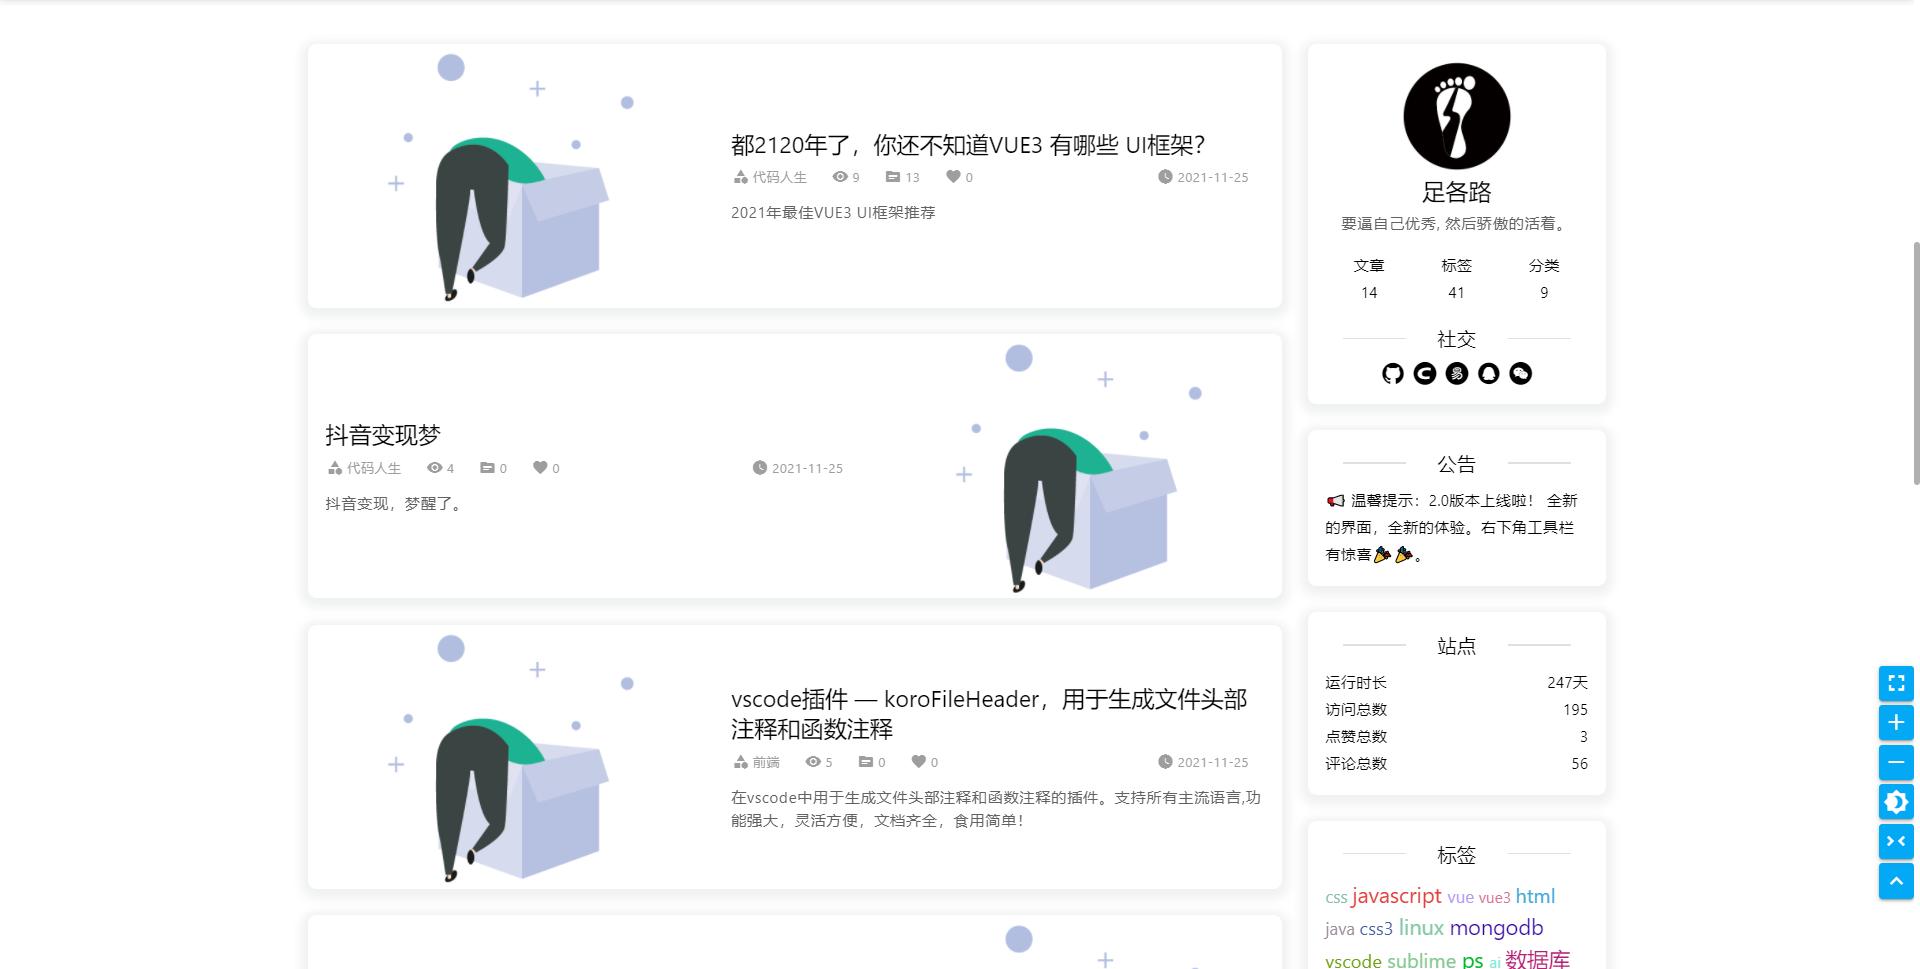 都2120年了，你还不知道VUE3 有哪些 UI框架？
代码人生 9 13 0 2021-11-25
2021年最佳VUE3 UI框架推荐
抖音变现梦
代码人生 4 0 0 2021-11-25
抖音变现，梦醒了。
vscode插件 — koroFileHeader，用于生成文件头部
注释和函数注释
前端 5 0 0 2021-11-25
在vscode中用于生成文件头部注释和函数注释的插件。支持所有主流语言,功
能强大，灵活方便，文档齐全，食用简单！
足各路
要逼自己优秀, 然后骄傲的活着。
文章 标签 分类
14 41 9
社交
公告
温馨提示：2.0版本上线啦！ 全新
的界面，全新的体验。右下角工具栏
有惊喜🎉🎉。
站点
运行时长 247天
访问总数 195
点赞总数 3
评论总数 56
标签
css javascript vue vue3 html
java css3 linux mongodb
vscode sublime ps ai 数据库